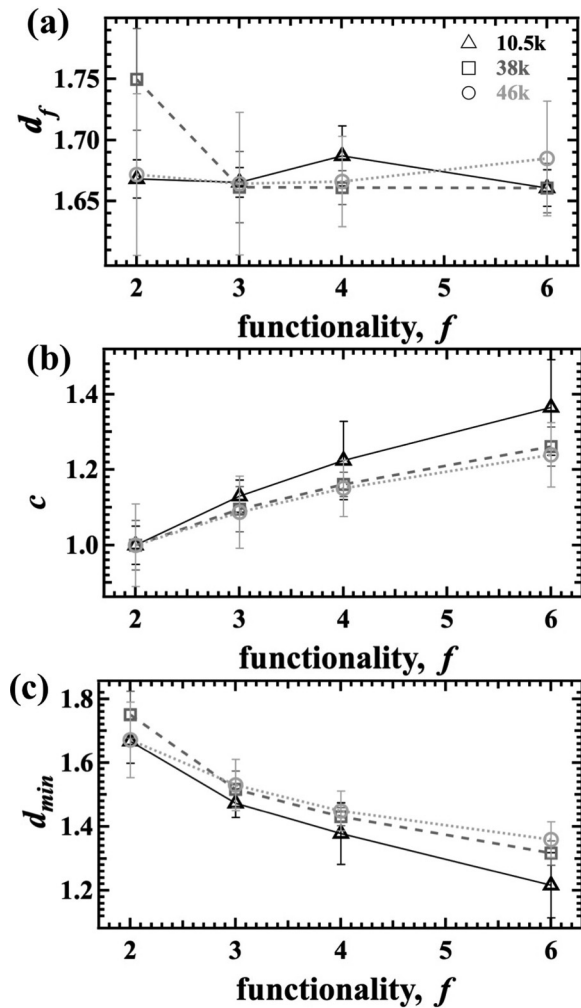 (a)
1.75
1.70
1.65
d_f
10.5k
38k
46k
2 3 4 5 6
functionality, f
(b)
1.4
1.2
1.0
c
2 3 4 5 6
functionality, f
(c)
1.8
1.6
1.4
1.2
d_min
2 3 4 5 6
functionality, f